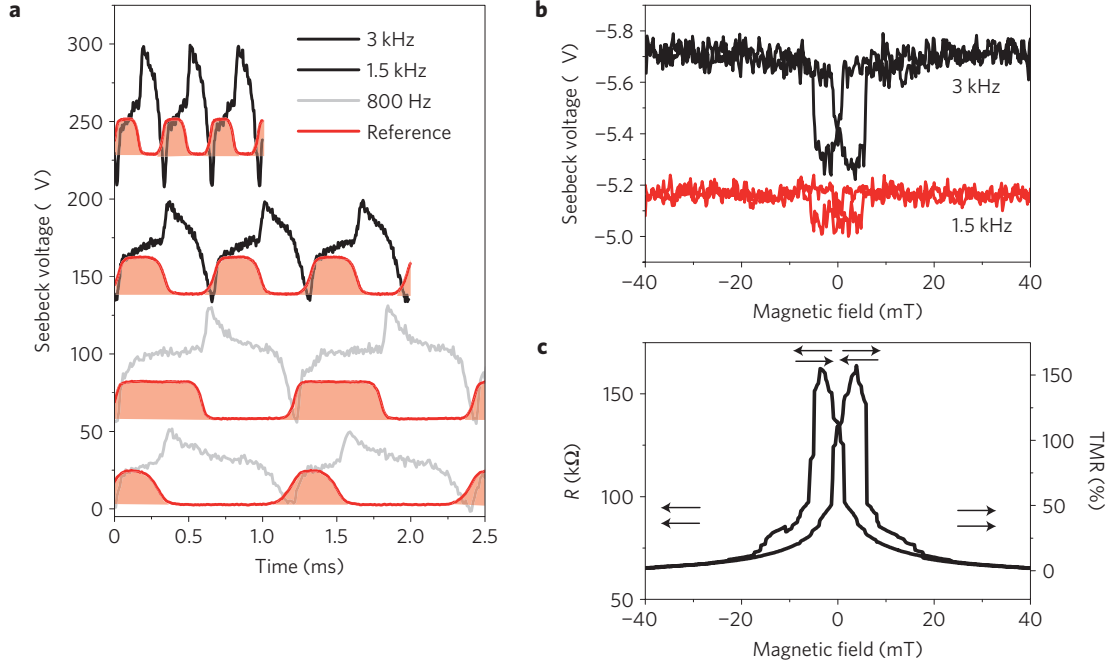 a
300
250
200
150
100
50
0
Seebeck voltage ( V)
0
0.5
1.0
1.5
2.0
2.5
Time (ms)
3 kHz
1.5 kHz
800 Hz
Reference
b
−5.8
−5.6
−5.4
−5.2
−5.0
Seebeck voltage ( V)
3 kHz
1.5 kHz
−40
−20
0
20
40
Magnetic field (mT)
c
150
100
50
R (kΩ)
150
100
50
0
TMR (%)
−40
−20
0
20
40
Magnetic field (mT)